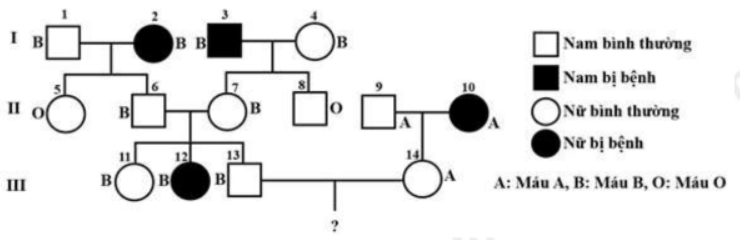 1 2 3 4
I B B B B
Nam bình thường
5 6 7 8 9 10
Nam bị bệnh
II O B B O A A
Nữ bình thường
11 12 13 14
Nữ bị bệnh
III B B B A
A: Máu A, B: Máu B, O: Máu O
?